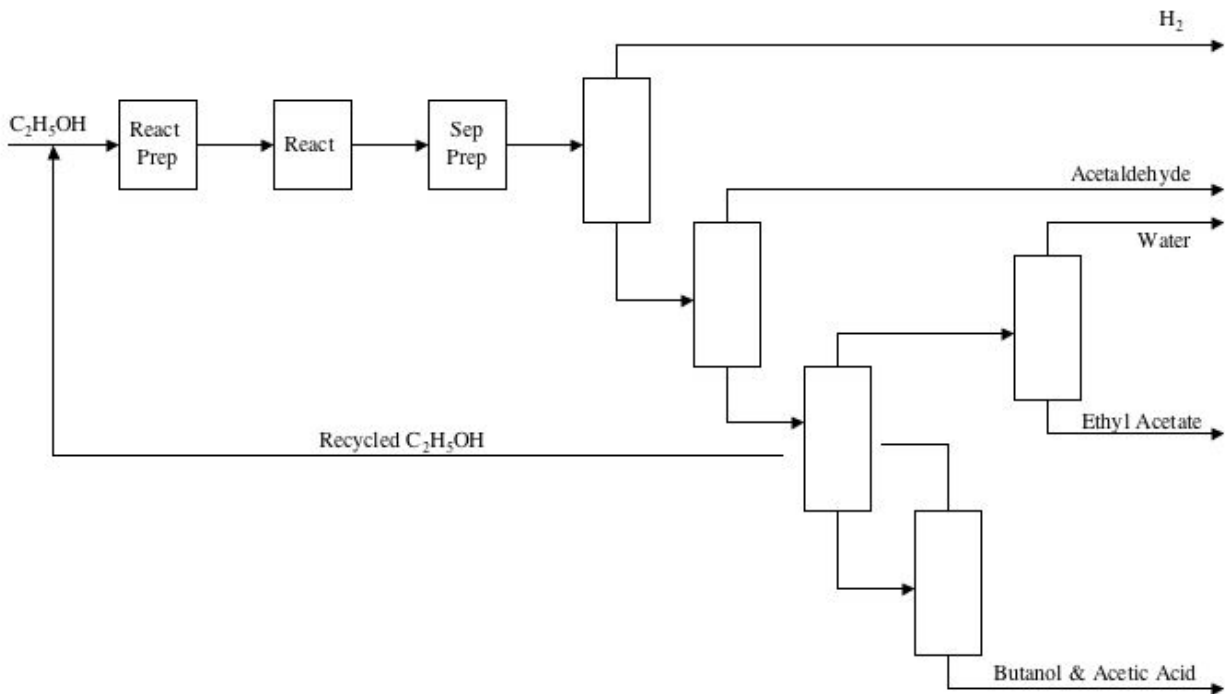 H₂
C₂H₅OH
React
Prep
React
Sep
Prep
Acetaldehyde
Water
Ethyl Acetate
Recycled C₂H₅OH
Butanol & Acetic Acid